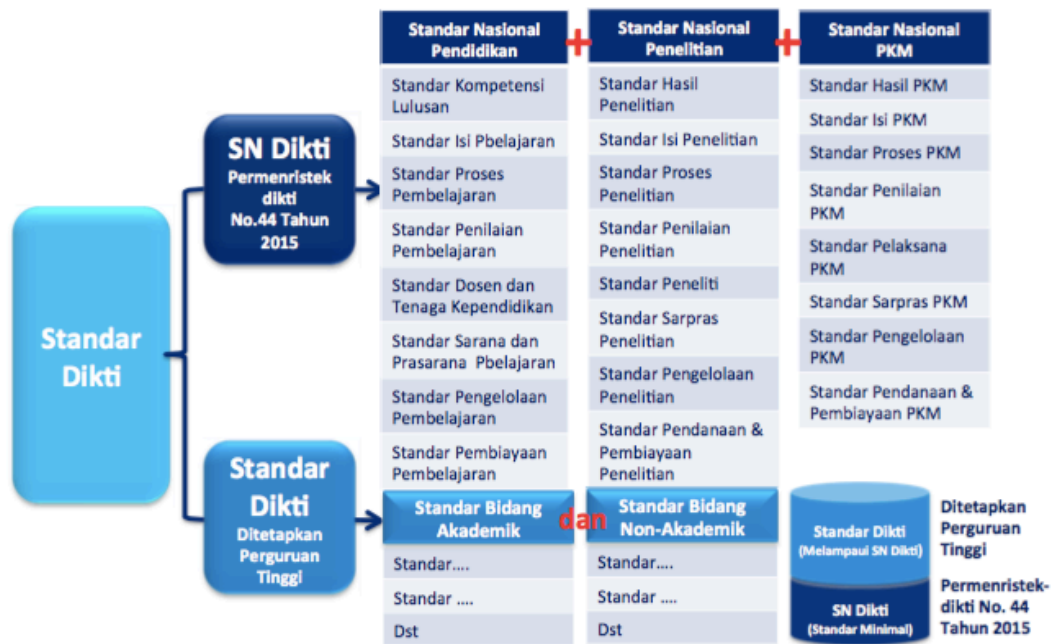 Standar
Dikti
SN Dikti
Permenristek
dikti
No.44 Tahun
2015
Standar
Dikti
Ditetapkan
Perguruan
Tinggi
Standar Nasional
Pendidikan
Standar Kompetensi
Lulusan
Standar Isi Pbelajaran
Standar Proses
Pembelajaran
Standar Penilaian
Pembelajaran
Standar Dosen dan
Tenaga Kependidikan
Standar Sarana dan
Prasarana Pbelajaran
Standar Pengelolaan
Pembelajaran
Standar Pembiayaan
Pembelajaran
+
Standar Nasional
Penelitian
Standar Hasil
Penelitian
Standar Isi Penelitian
Standar Proses
Penelitian
Standar Penilaian
Penelitian
Standar Peneliti
Standar Sarpras
Penelitian
Standar Pengelolaan
Penelitian
Standar Pendanaan &
Pembiayaan
Penelitian
+
Standar Nasional
PKM
Standar Hasil PKM
Standar Isi PKM
Standar Proses PKM
Standar Penilaian
PKM
Standar Pelaksana
PKM
Standar Sarpras PKM
Standar Pengelolaan
PKM
Standar Pendanaan &
Pembiayaan PKM
Standar Bidang
Akademik
Standar....
Standar ....
Dst
dan
Standar Bidang
Non-Akademik
Standar....
Standar ....
Dst
Standar Dikti
(Melampaui SN Dikti)
SN Dikti
(Standar Minimal)
Ditetapkan
Perguruan
Tinggi
Permenristek-
dikti No. 44
Tahun 2015